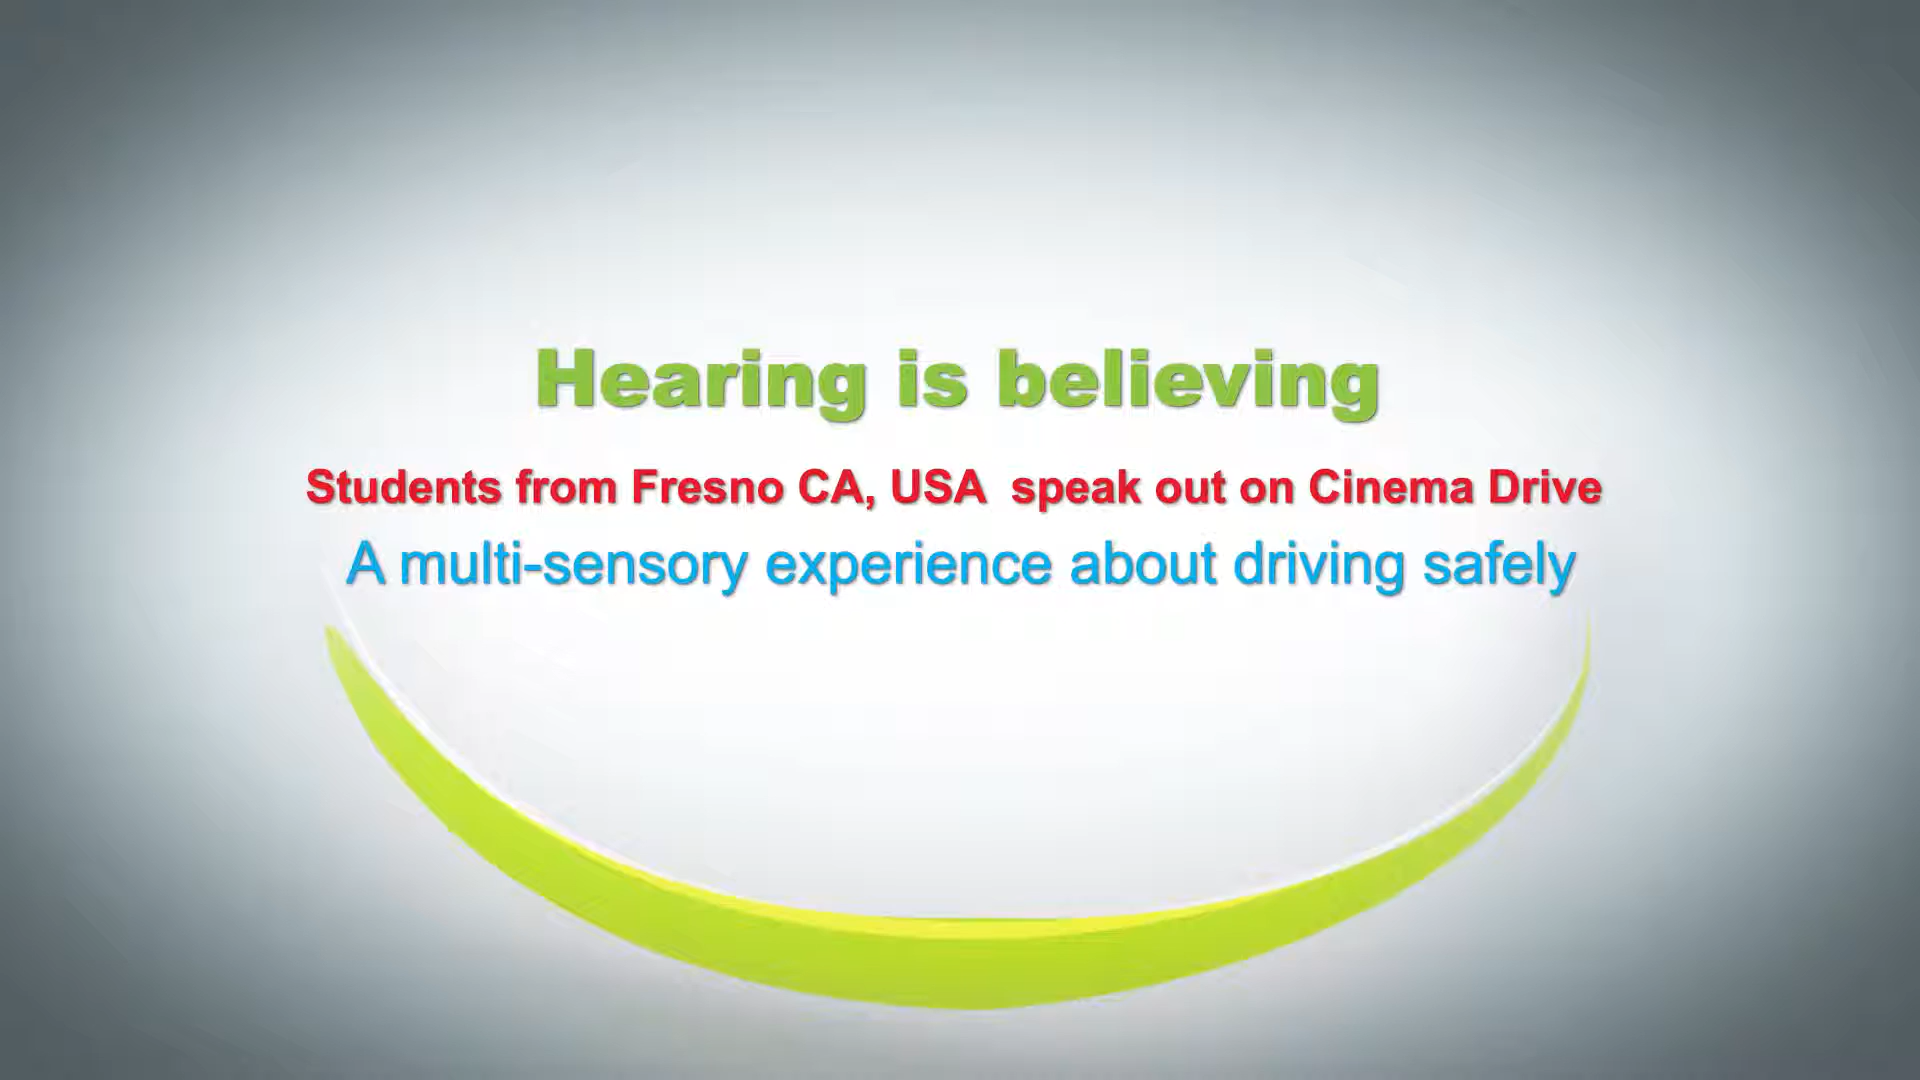 Hearing is believing
Students from Fresno CA, USA  speak out on Cinema Drive
A multi-sensory experience about driving safely